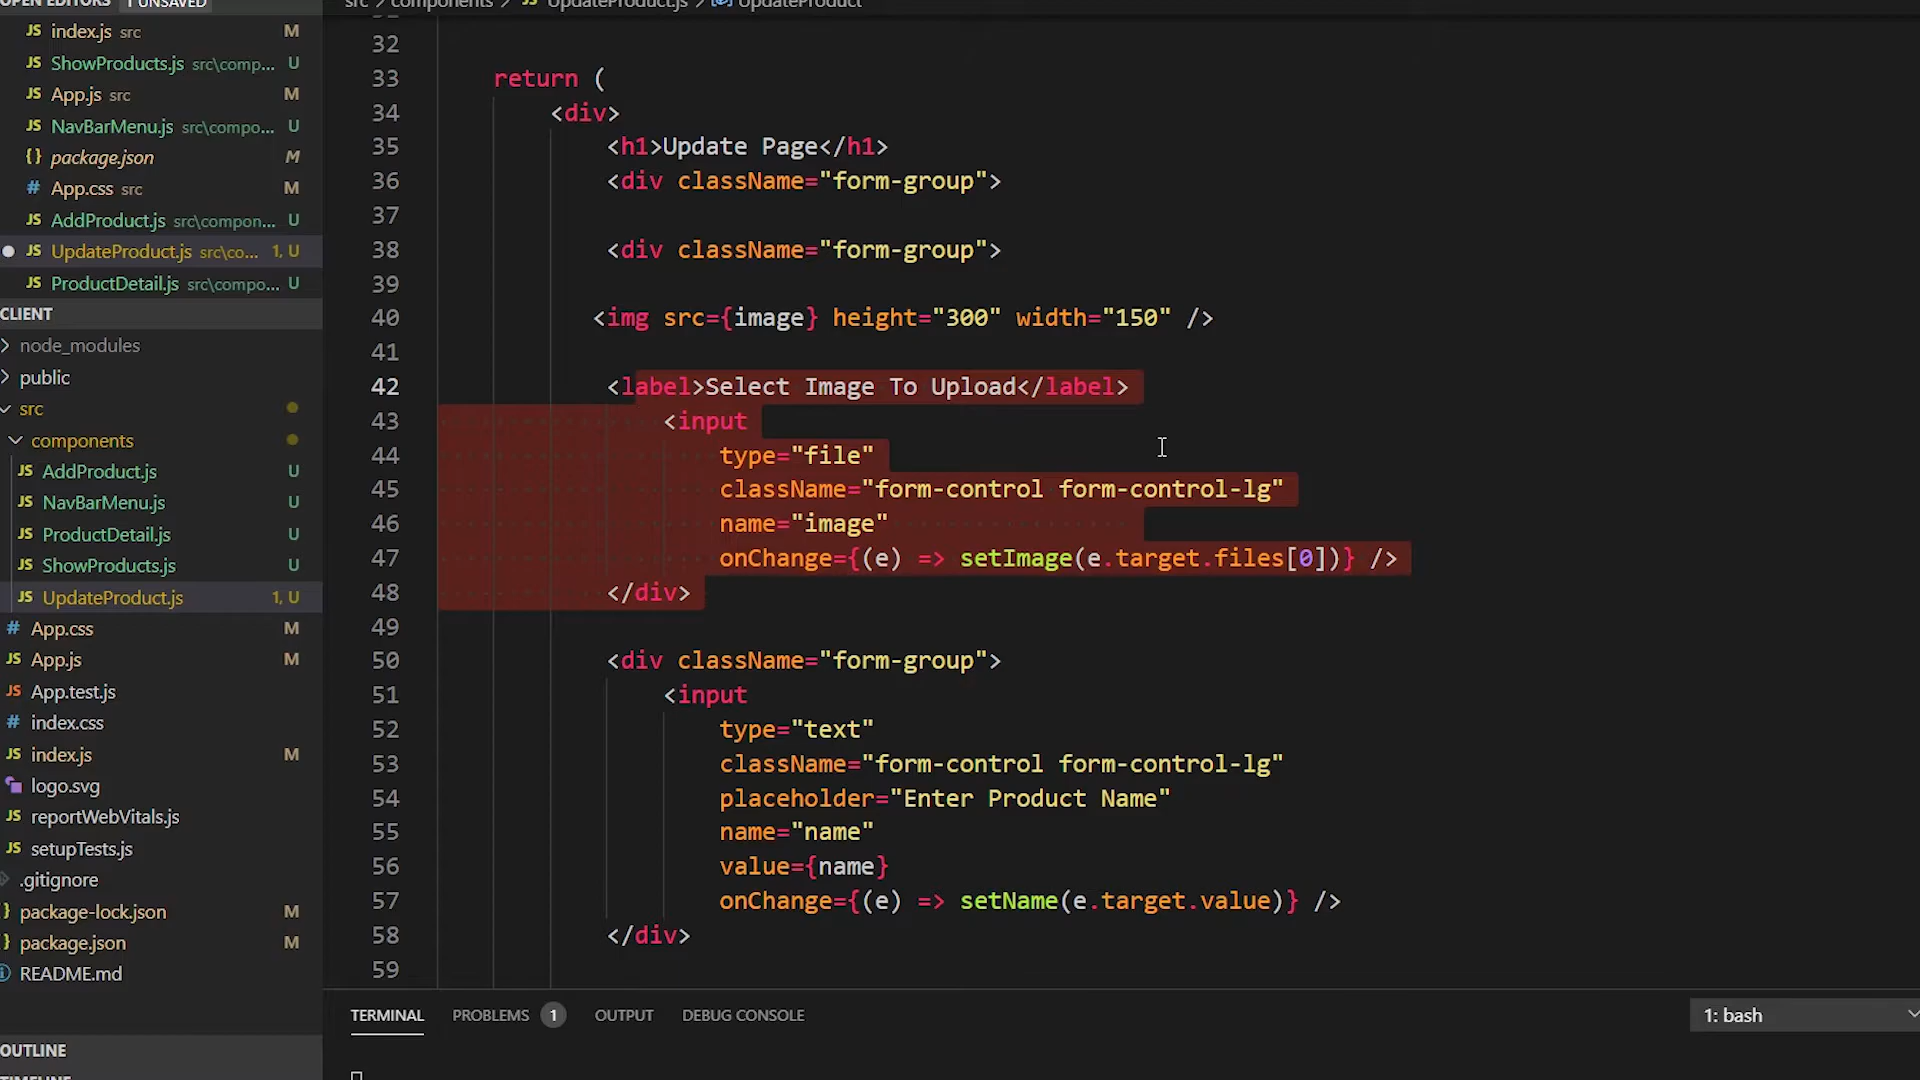 OPEN EDITORS 1 UNSAVED
JS index.js src M
JS ShowProducts.js src\comp... U
JS App.js src M
JS NavBarMenu.js src\compo... U
{} package.json M
# App.css src M
JS AddProduct.js src\compon... U
JS UpdateProduct.js src\co... 1, U
JS ProductDetail.js src\compo... U
CLIENT
node_modules
public
src
components
JS AddProduct.js U
JS NavBarMenu.js U
JS ProductDetail.js U
JS ShowProducts.js U
JS UpdateProduct.js 1, U
# App.css M
JS App.js M
JS App.test.js
# index.css
JS index.js M
logo.svg
JS reportWebVitals.js
JS setupTests.js
.gitignore
} package-lock.json M
} package.json M
README.md
OUTLINE
TIMELINE
src > components > JS UpdateProduct.js > UpdateProduct
32
33 return (
34 <div>
35 <h1>Update Page</h1>
36 <div className="form-group">
37
38 <div className="form-group">
39
40 <img src={image} height="300" width="150" />
41
42 <label>Select Image To Upload</label>
43 <input
44 type="file"
45 className="form-control form-control-lg"
46 name="image"
47 onChange={(e) => setImage(e.target.files[0])} />
48 </div>
49
50 <div className="form-group">
51 <input
52 type="text"
53 className="form-control form-control-lg"
54 placeholder="Enter Product Name"
55 name="name"
56 value={name}
57 onChange={(e) => setName(e.target.value)} />
58 </div>
59
TERMINAL PROBLEMS 1 OUTPUT DEBUG CONSOLE 1: bash